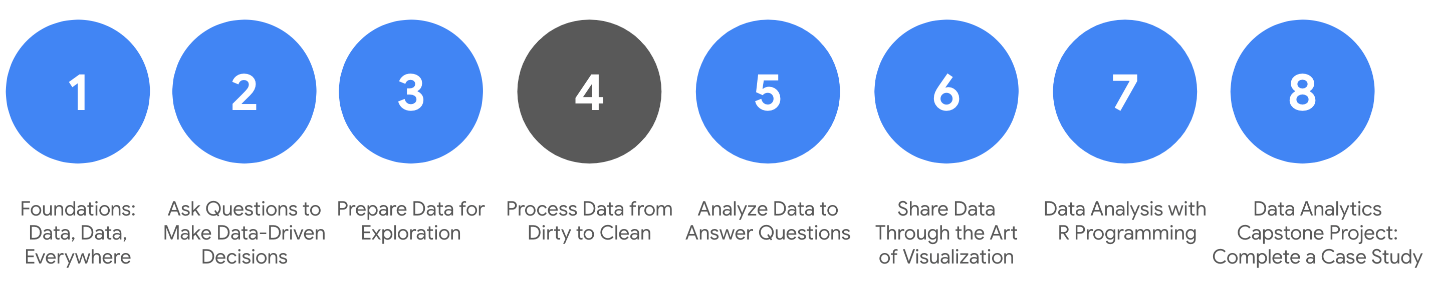 1
2
3
4
5
6
7
8
Foundations:
Data, Data,
Everywhere
Ask Questions to
Make Data-Driven
Decisions
Prepare Data for
Exploration
Process Data from
Dirty to Clean
Analyze Data to
Answer Questions
Share Data
Through the Art
of Visualization
Data Analysis with
R Programming
Data Analytics
Capstone Project:
Complete a Case Study